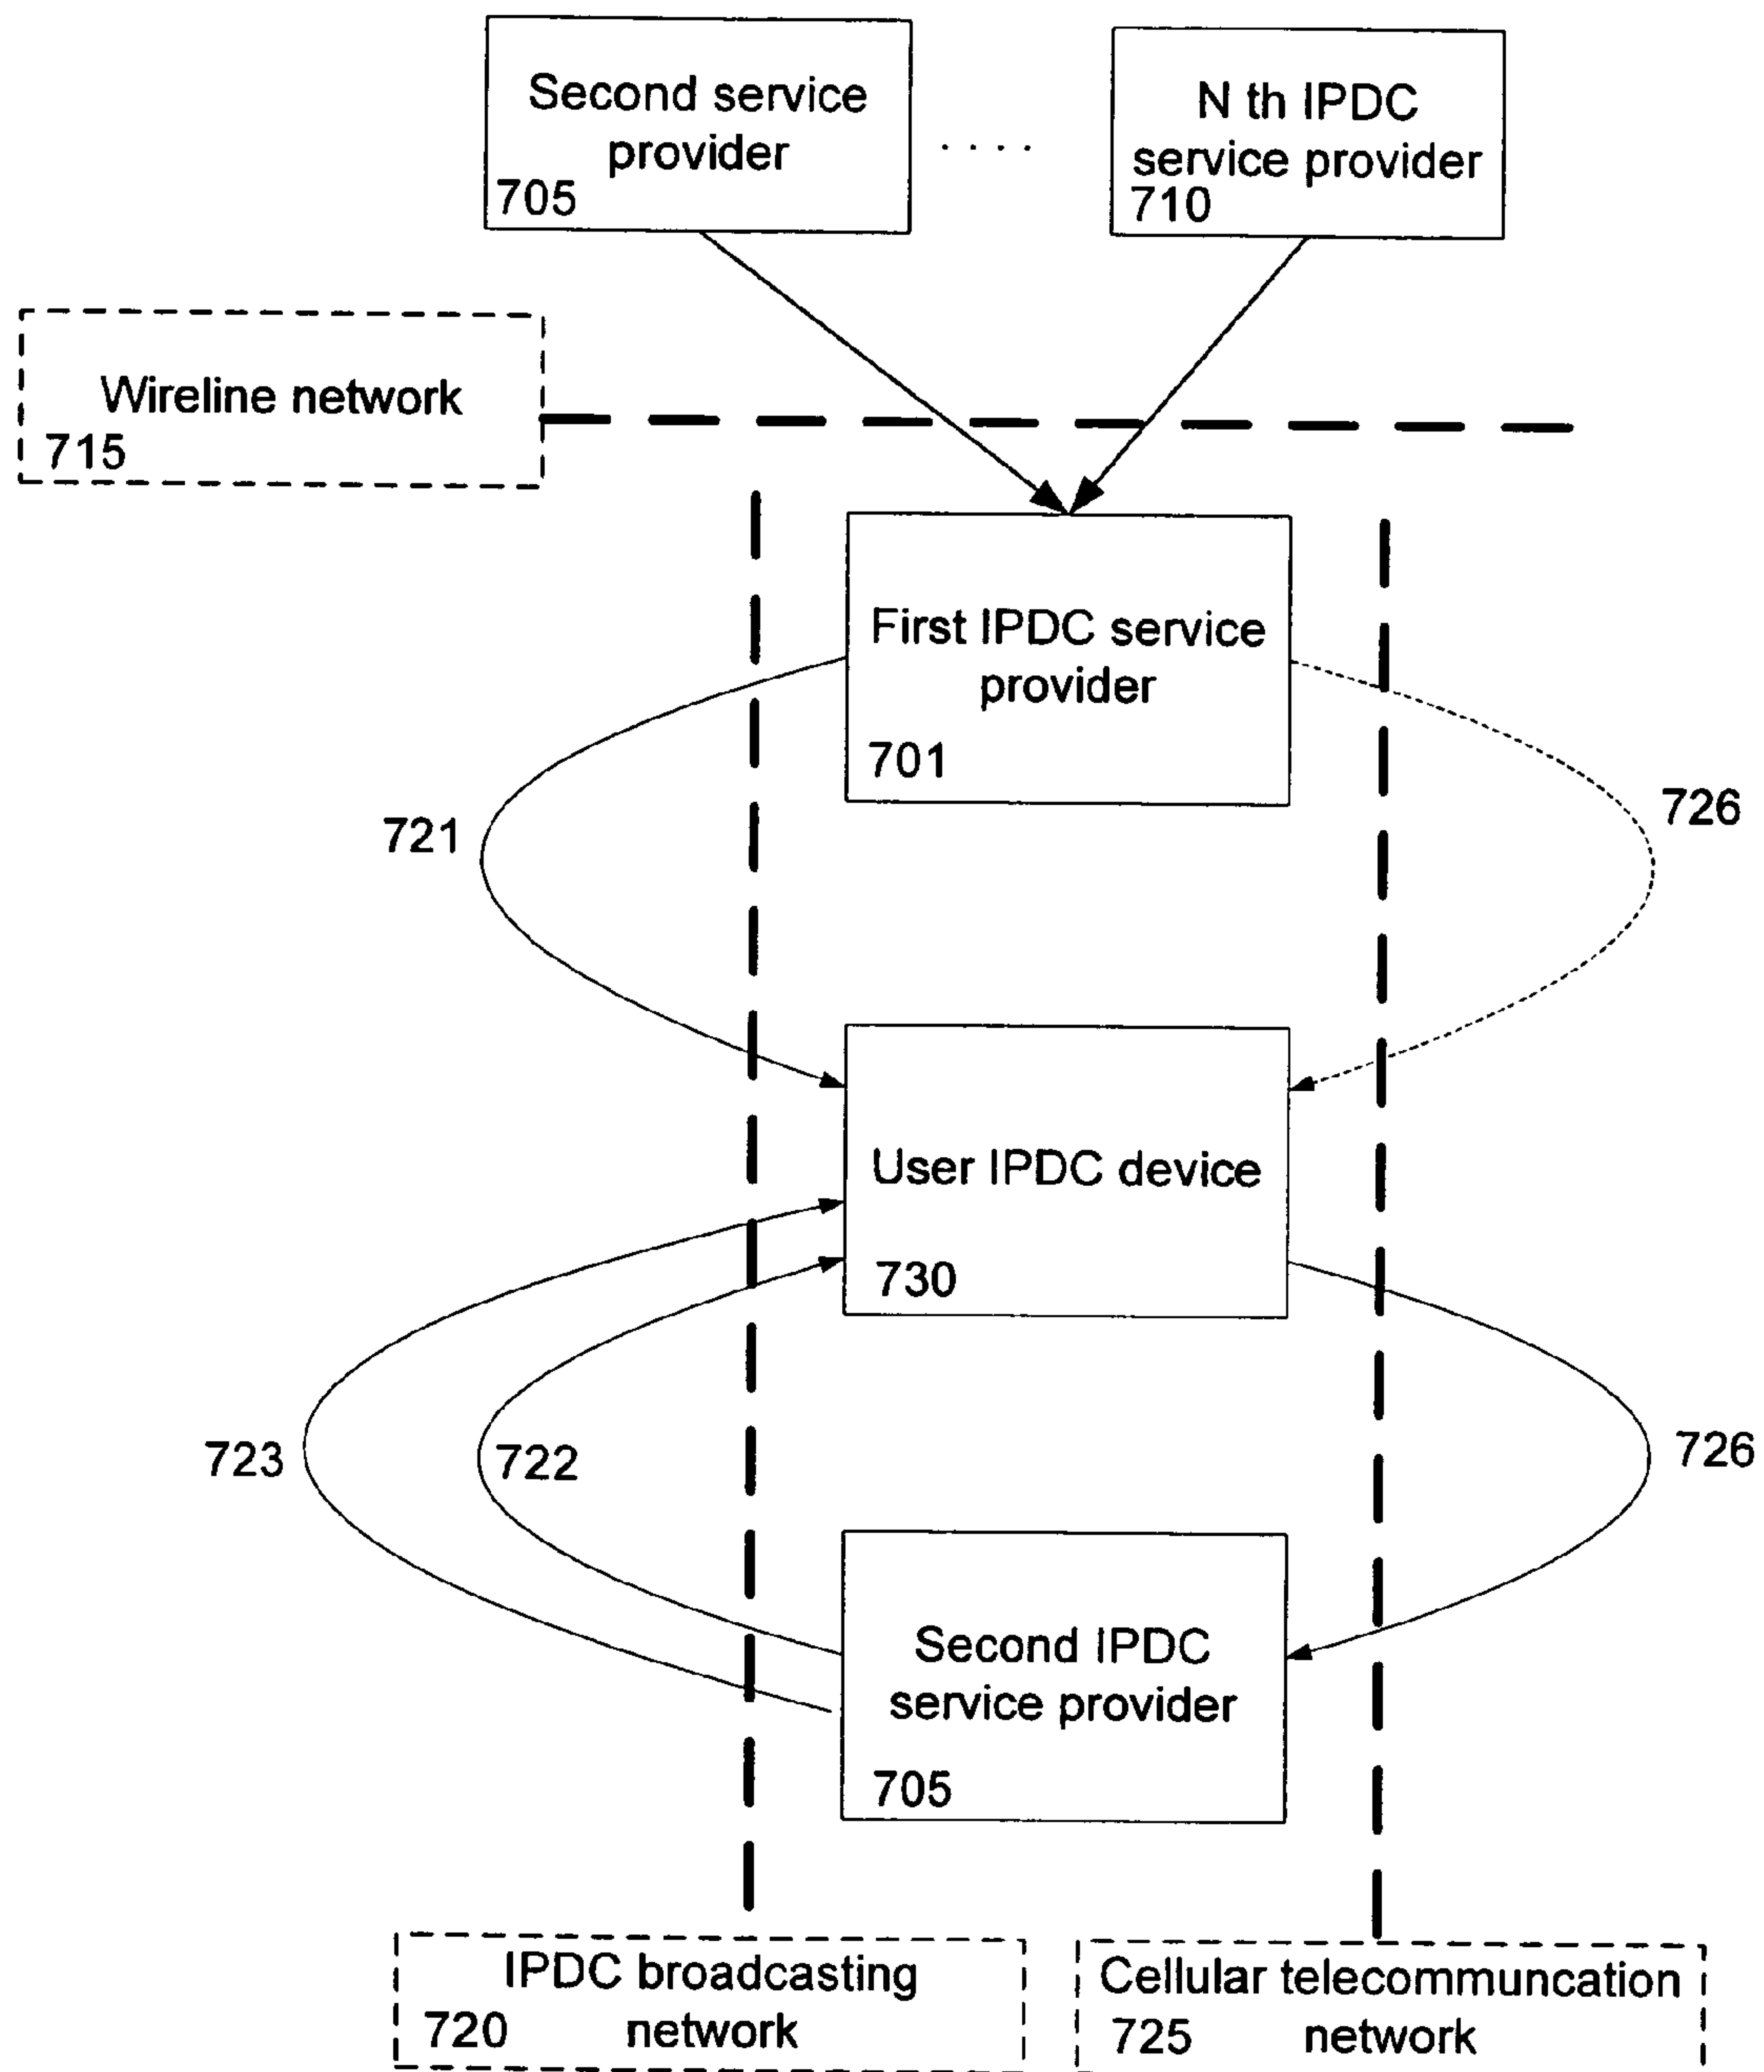 Second service
provider
705
. . . .
N th IPDC
service provider
710
Wireline network
715
First IPDC service
provider
701
721
726
User IPDC device
730
723
722
726
Second IPDC
service provider
705
IPDC broadcasting
720 network
Cellular telecommuncation
725 network